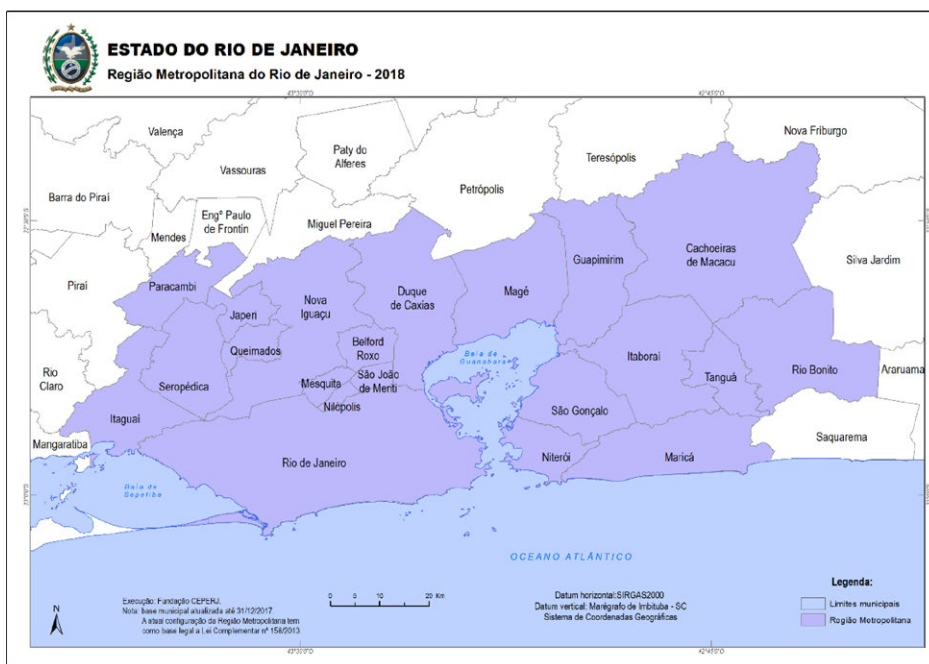 ESTADO DO RIO DE JANEIRO
Região Metropolitana do Rio de Janeiro - 2018
Valença
Vassouras
Paty do
Alferes
Petrópolis
Teresópolis
Nova Friburgo
Barra do Piraí
Mendes
Engº Paulo
de Frontin
Miguel Pereira
Piraí
Paracambi
Japeri
Nova
Iguaçu
Duque
de Caxias
Magé
Guapimirim
Cachoeiras
de Macacu
Silva Jardim
Queimados
Belford
Roxo
Baía de
Guanabara
Itaboraí
Rio
Claro
Seropédica
Mesquita
São João
de Meriti
Nilópolis
Tanguá
Rio Bonito
Araruama
Itaguaí
São Gonçalo
Mangaratiba
Rio de Janeiro
Niterói
Maricá
Saquarema
Baía de
Sepetiba
OCEANO ATLÂNTICO
Legenda:
Limites municipais
Região Metropolitana
Execução: Fundação CEPERJ.
Nota: base municipal atualizada até 31/12/2017.
A atual configuração da Região Metropolitana tem
como base legal a Lei Complementar nº 158/2013.
N
0 5 10 20 Km
Datum horizontal:SIRGAS2000
Datum vertical: Marégrafo de Imbituba - SC
Sistema de Coordenadas Geográficas